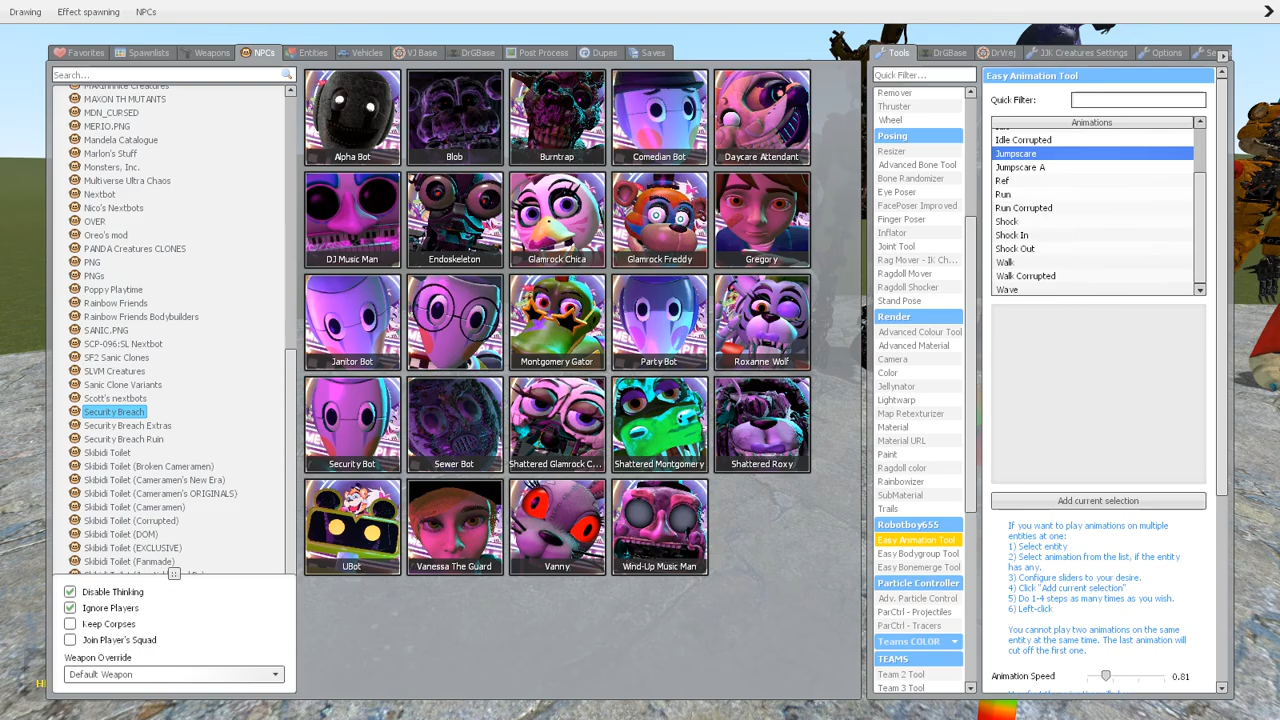 Drawing
Effect spawning
NPCs
Favorites
Spawnlists
Weapons
NPCs
Entities
Vehicles
VJ Base
DrGBase
Post Process
Dupes
Saves
Search...
MAXON TH MUTANTS
MDN_CURSED
MERIO.PNG
Mandela Catalogue
Marlon's Stuff
Monsters, Inc.
Multiverse Ultra Chaos
Nextbot
Nico's Nextbots
OVER
Oreo's mod
PANDA Creatures CLONES
PNG
PNGs
Poppy Playtime
Rainbow Friends
Rainbow Friends Bodybuilders
SANIC.PNG
SCP-096:SL Nextbot
SF2 Sanic Clones
SLVM Creatures
Sanic Clone Variants
Scott's nextbots
Security Breach
Security Breach Extras
Security Breach Ruin
Skibidi Toilet
Skibidi Toilet (Broken Cameramen)
Skibidi Toilet (Cameramen's New Era)
Skibidi Toilet (Cameramen's ORIGINALS)
Skibidi Toilet (Cameramen)
Skibidi Toilet (Corrupted)
Skibidi Toilet (DOM)
Skibidi Toilet (EXCLUSIVE)
Skibidi Toilet (Fanmade)
Disable Thinking
Ignore Players
Keep Corpses
Join Player's Squad
Weapon Override
Default Weapon
Alpha Bot
Blob
Burntrap
Comedian Bot
Daycare Attendant
DJ Music Man
Endoskeleton
Glamrock Chica
Glamrock Freddy
Gregory
Janitor Bot
Montgomery Gator
Party Bot
Roxanne Wolf
Security Bot
Sewer Bot
Shattered Glamrock C...
Shattered Montgomery
Shattered Roxy
UBot
Vanessa The Guard
Vanny
Wind-Up Music Man
Tools
DrGBase
DrVrej
JJK Creatures Settings
Options
Se
Quick Filter...
Remover
Thruster
Wheel
Posing
Resizer
Advanced Bone Tool
Bone Randomizer
Eye Poser
FacePoser Improved
Finger Poser
Inflator
Joint Tool
Rag Mover - IK Ch...
Ragdoll Mover
Ragdoll Shocker
Stand Pose
Render
Advanced Colour Tool
Advanced Material
Camera
Color
Jellynator
Lightwarp
Map Retexturizer
Material
Material URL
Paint
Ragdoll color
Rainbowizer
SubMaterial
Trails
Robotboy655
Easy Animation Tool
Easy Bodygroup Tool
Easy Bonemerge Tool
Particle Controller
Adv. Particle Control
ParCtrl - Projectiles
ParCtrl - Tracers
Teams COLOR
TEAMS
Team 2 Tool
Team 3 Tool
Easy Animation Tool
Quick Filter:
Animations
Idle Corrupted
Jumpscare
Jumpscare A
Ref
Run
Run Corrupted
Shock
Shock In
Shock Out
Walk
Walk Corrupted
Wave
Add current selection
If you want to play animations on multiple
entities at one:
1) Select entity
2) Select animation from the list, if the entity
has any.
3) Configure sliders to your desire.
4) Click "Add current selection"
5) Do 1-4 steps as many times as you wish.
6) Left-click
You cannot play two animations on the same
entity at the same time. The last animation will
cut off the first one.
Animation Speed
0.81